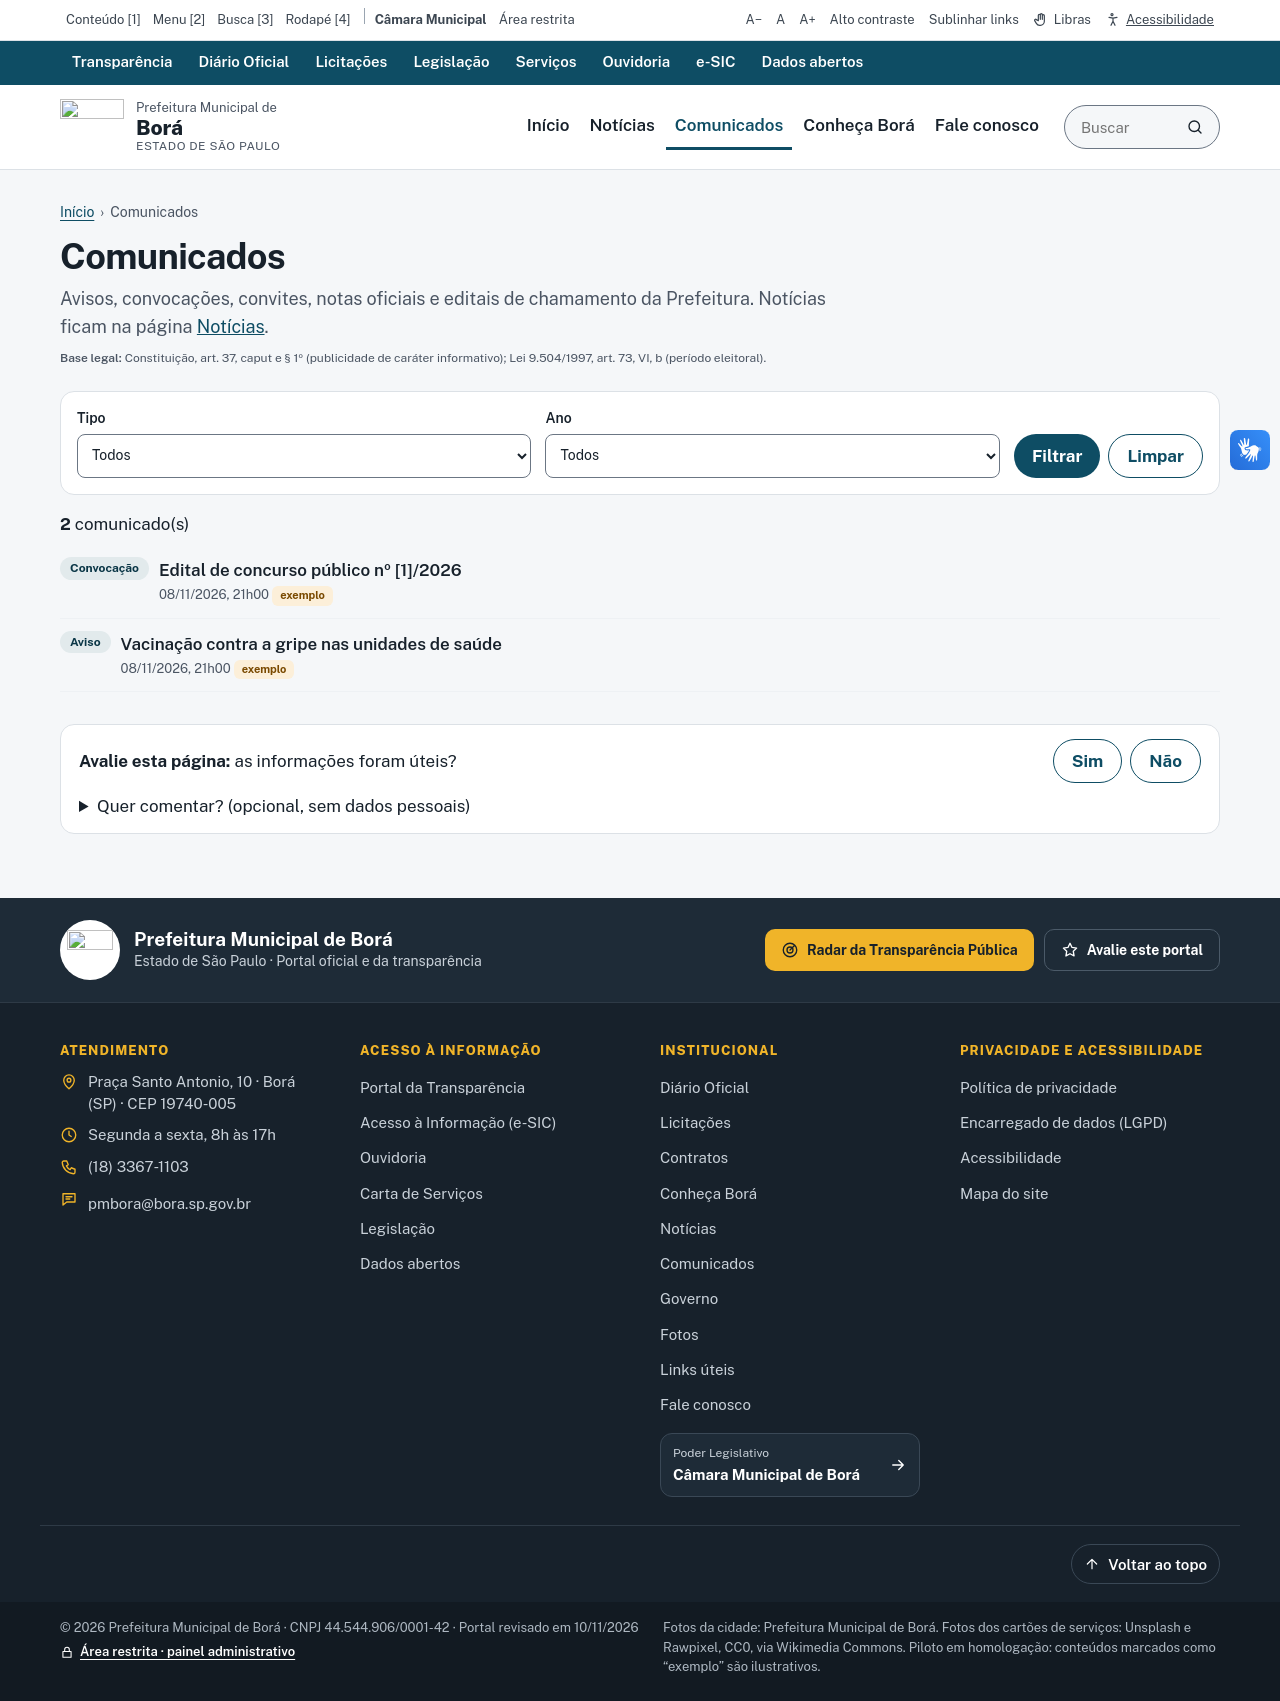 Conteúdo [1] Menu [2] Busca [3] Rodapé [4] Câmara Municipal Área restrita A− A A+ Alto contraste Sublinhar links Libras Acessibilidade
Transparência Diário Oficial Licitações Legislação Serviços Ouvidoria e-SIC Dados abertos
Prefeitura Municipal de
Borá
ESTADO DE SÃO PAULO
Início Notícias Comunicados Conheça Borá Fale conosco Buscar
Início › Comunicados
Comunicados
Avisos, convocações, convites, notas oficiais e editais de chamamento da Prefeitura. Notícias
ficam na página Notícias.
Base legal: Constituição, art. 37, caput e § 1º (publicidade de caráter informativo); Lei 9.504/1997, art. 73, VI, b (período eleitoral).
Tipo Ano
Todos Todos Filtrar Limpar
2 comunicado(s)
Convocação Edital de concurso público nº [1]/2026
08/11/2026, 21h00 exemplo
Aviso Vacinação contra a gripe nas unidades de saúde
08/11/2026, 21h00 exemplo
Avalie esta página: as informações foram úteis? Sim Não
Quer comentar? (opcional, sem dados pessoais)
Prefeitura Municipal de Borá
Estado de São Paulo · Portal oficial e da transparência
Radar da Transparência Pública Avalie este portal
ATENDIMENTO
Praça Santo Antonio, 10 · Borá
(SP) · CEP 19740-005
Segunda a sexta, 8h às 17h
(18) 3367-1103
pmbora@bora.sp.gov.br
ACESSO À INFORMAÇÃO
Portal da Transparência
Acesso à Informação (e-SIC)
Ouvidoria
Carta de Serviços
Legislação
Dados abertos
INSTITUCIONAL
Diário Oficial
Licitações
Contratos
Conheça Borá
Notícias
Comunicados
Governo
Fotos
Links úteis
Fale conosco
Poder Legislativo
Câmara Municipal de Borá
PRIVACIDADE E ACESSIBILIDADE
Política de privacidade
Encarregado de dados (LGPD)
Acessibilidade
Mapa do site
Voltar ao topo
© 2026 Prefeitura Municipal de Borá · CNPJ 44.544.906/0001-42 · Portal revisado em 10/11/2026
Área restrita · painel administrativo
Fotos da cidade: Prefeitura Municipal de Borá. Fotos dos cartões de serviços: Unsplash e
Rawpixel, CC0, via Wikimedia Commons. Piloto em homologação: conteúdos marcados como
“exemplo” são ilustrativos.